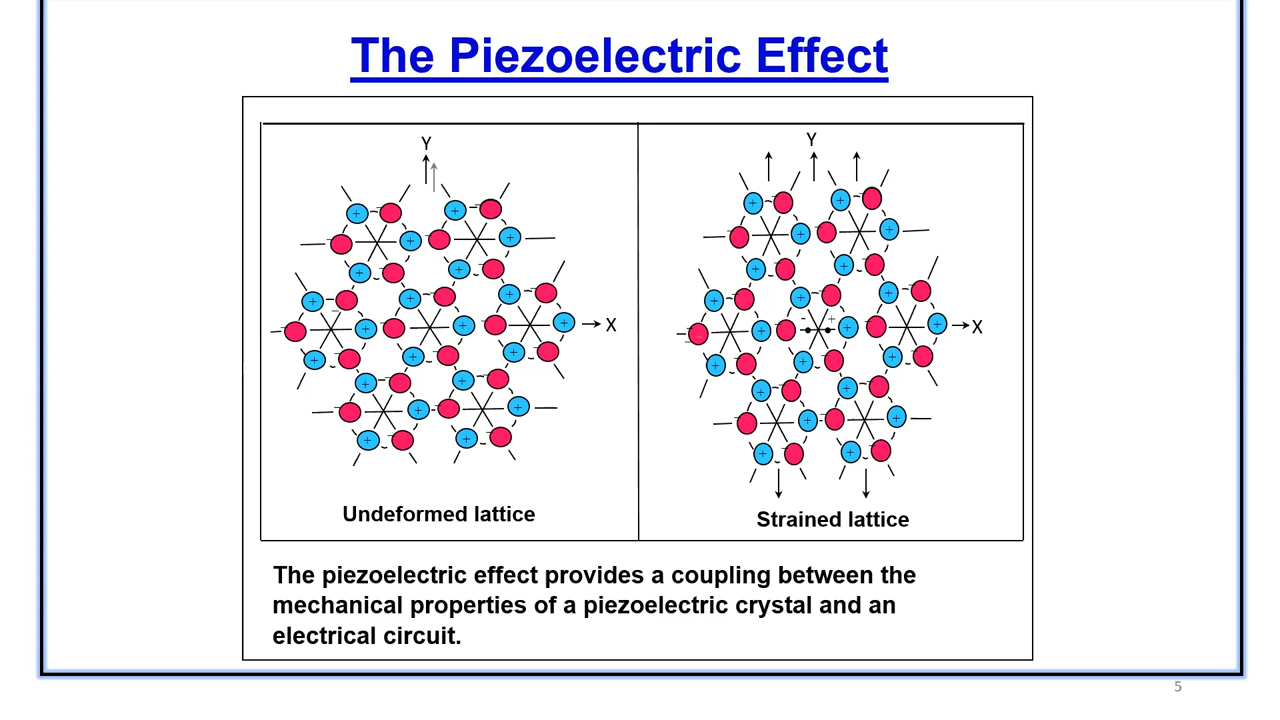 The Piezoelectric Effect
Y
Y
X
X
Undeformed lattice
Strained lattice
The piezoelectric effect provides a coupling between the
mechanical properties of a piezoelectric crystal and an
electrical circuit.
5